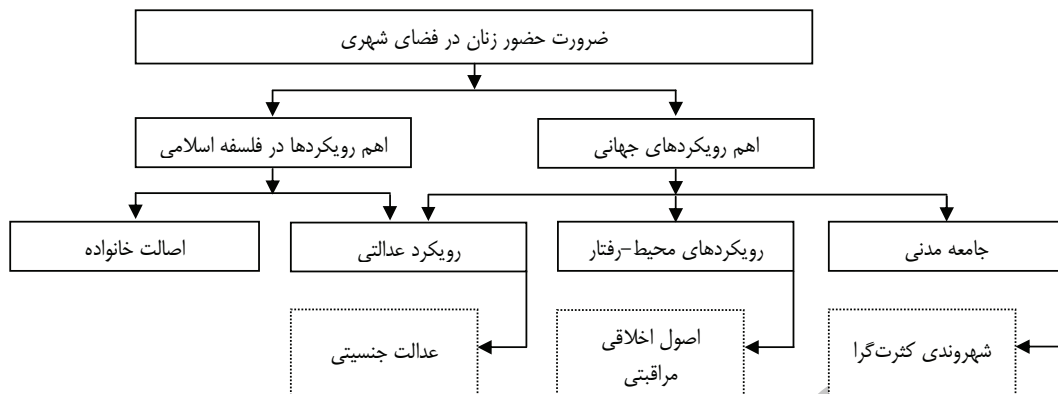 ضرورت حضور زنان در فضای شهری
اهم رویکردهای جهانی
اهم رویکردها در فلسفه اسلامی
جامعه مدنی
رویکردهای محیط-رفتار
رویکرد عدالتی
اصالت خانواده
شهروندی کثرت‌گرا
اصول اخلاقی
مراقبتی
عدالت جنسیتی